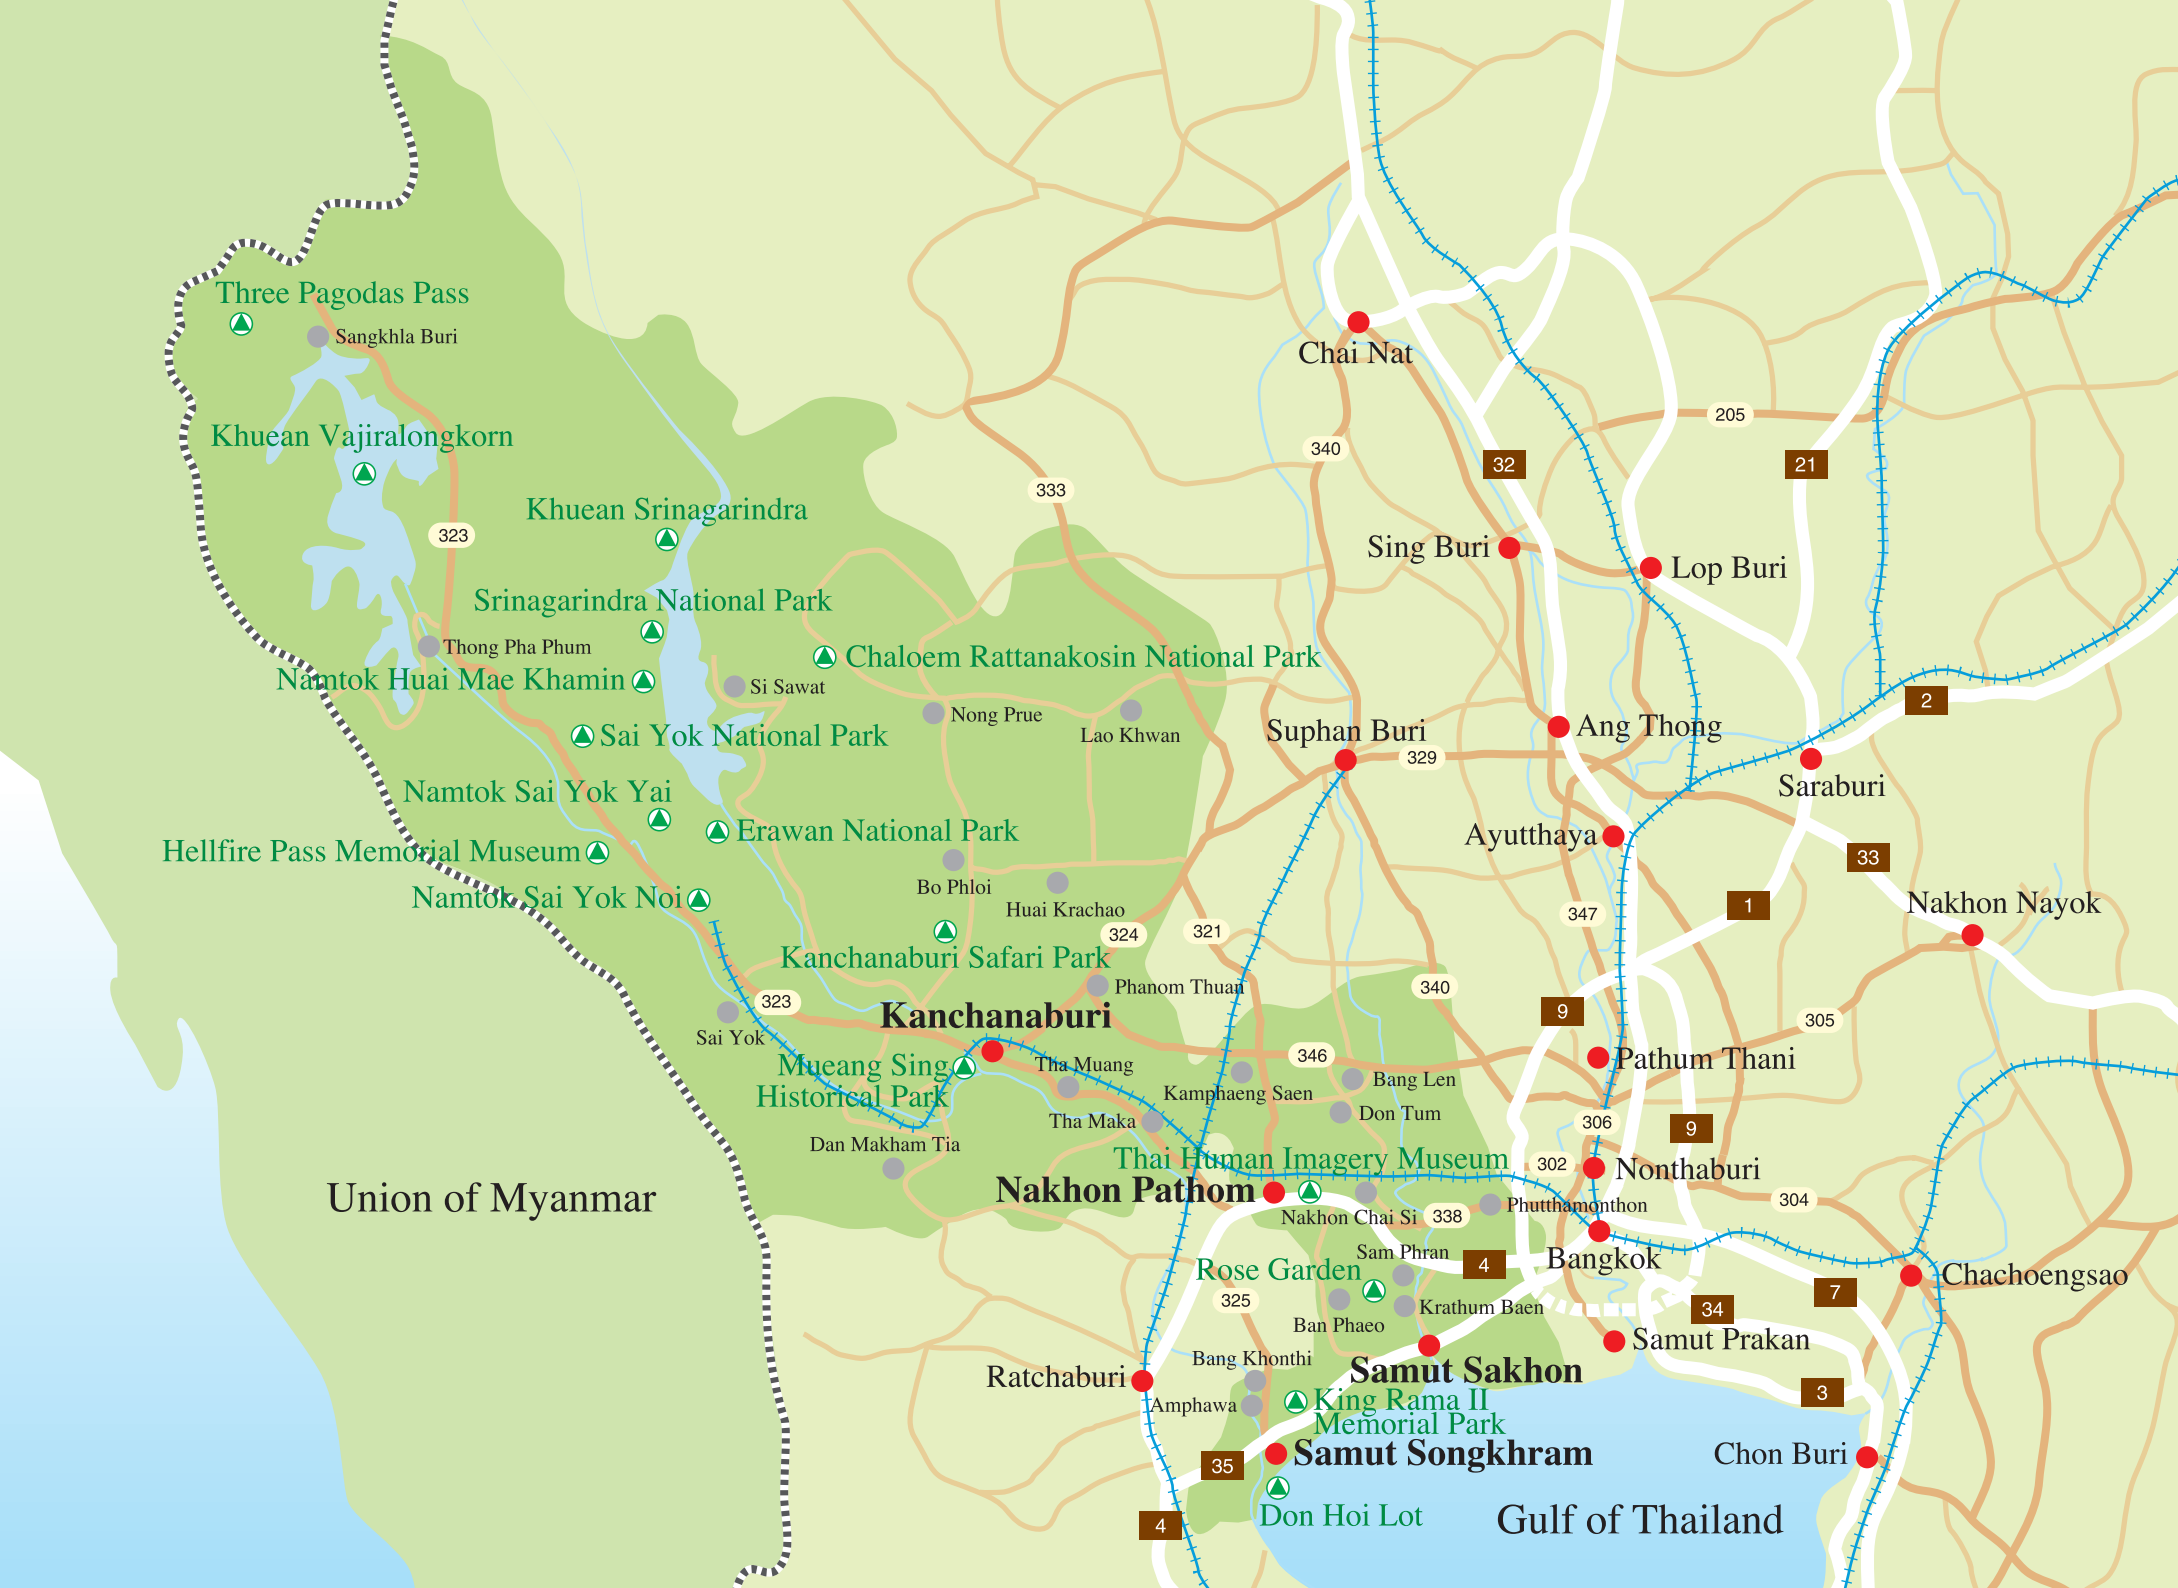 Three Pagodas Pass
Sangkhla Buri
Chai Nat
205
Khuean Vajiralongkorn
340
32
21
333
Khuean Srinagarindra
323
Sing Buri
Lop Buri
Srinagarindra National Park
Thong Pha Phum
Chaloem Rattanakosin National Park
Namtok Huai Mae Khamin
Si Sawat
2
Nong Prue
Lao Khwan
Suphan Buri
Ang Thong
Sai Yok National Park
329
Saraburi
Namtok Sai Yok Yai
Erawan National Park
Ayutthaya
Hellfire Pass Memorial Museum
33
Bo Phloi
Namtok Sai Yok Noi
Huai Krachao
1
Nakhon Nayok
347
324
321
Kanchanaburi Safari Park
Phanom Thuan
340
323
Kanchanaburi
9
305
Sai Yok
346
Pathum Thani
Mueang Sing
Historical Park
Tha Muang
Kamphaeng Saen
Bang Len
Don Tum
Tha Maka
306
9
Dan Makham Tia
Thai Human Imagery Museum
302
Nonthaburi
Union of Myanmar
Nakhon Pathom
Nakhon Chai Si
338
Phutthamonthon
304
Sam Phran
Bangkok
4
Rose Garden
Chachoengsao
325
7
Krathum Baen
34
Ban Phaeo
Samut Prakan
Bang Khonthi
Ratchaburi
Samut Sakhon
3
Amphawa
King Rama II
Memorial Park
Samut Songkhram
Chon Buri
35
Don Hoi Lot
Gulf of Thailand
4